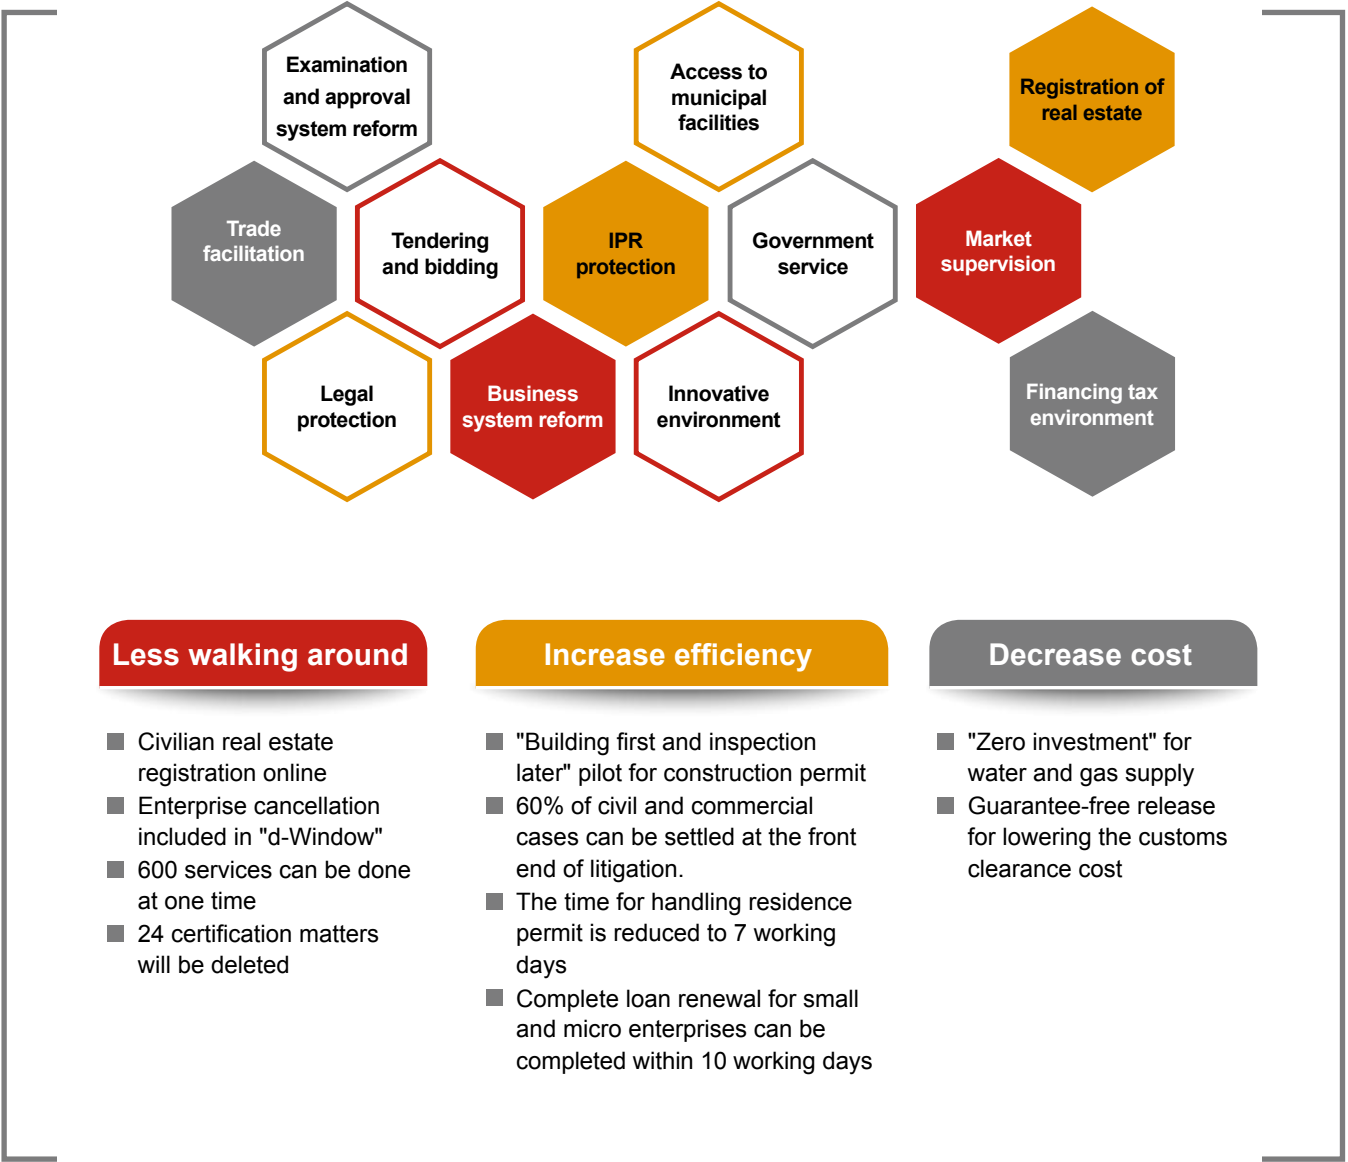 Examination
and approval
system reform
Access to
municipal
facilities
Registration of
real estate
Trade
facilitation
Tendering
and bidding
IPR
protection
Government
service
Market
supervision
Legal
protection
Business
system reform
Innovative
environment
Financing tax
environment
Less walking around
Civilian real estate
registration online
Enterprise cancellation
included in "d-Window"
600 services can be done
at one time
24 certification matters
will be deleted
Increase efficiency
"Building first and inspection
later" pilot for construction permit
60% of civil and commercial
cases can be settled at the front
end of litigation.
The time for handling residence
permit is reduced to 7 working
days
Complete loan renewal for small
and micro enterprises can be
completed within 10 working days
Decrease cost
"Zero investment" for
water and gas supply
Guarantee-free release
for lowering the customs
clearance cost